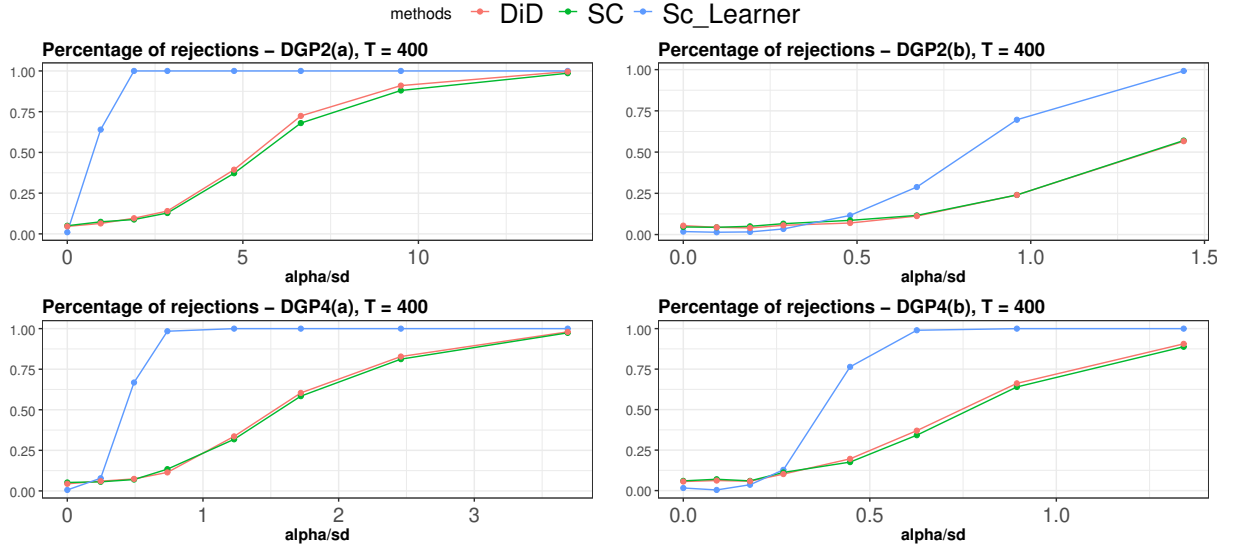 methods DiD SC Sc_Learner
Percentage of rejections – DGP2(a), T = 400
1.00
0.75
0.50
0.25
0.00
0 5 10
alpha/sd
Percentage of rejections – DGP2(b), T = 400
1.00
0.75
0.50
0.25
0.00
0.0 0.5 1.0 1.5
alpha/sd
Percentage of rejections – DGP4(a), T = 400
1.00
0.75
0.50
0.25
0.00
0 1 2 3
alpha/sd
Percentage of rejections – DGP4(b), T = 400
1.00
0.75
0.50
0.25
0.00
0.0 0.5 1.0
alpha/sd